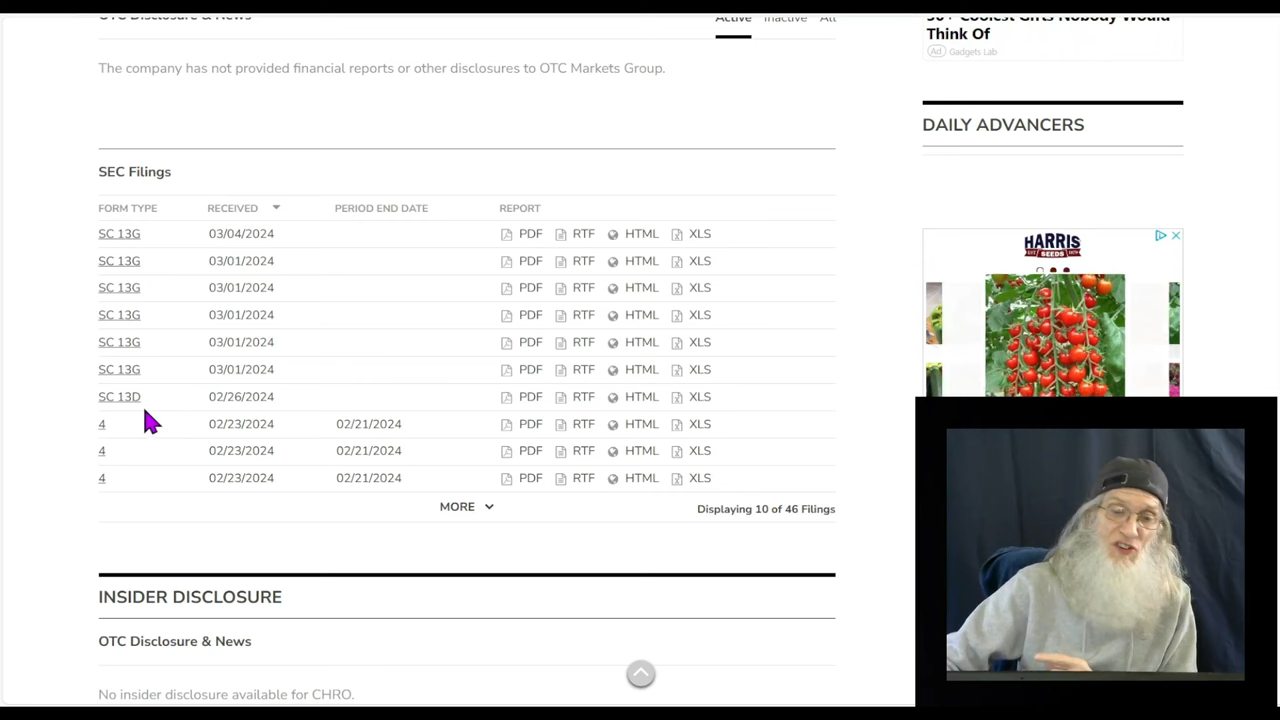 OTC Disclosure & News
Active Inactive All
50+ Coolest Gifts Nobody Would
Think Of
Ad Gadgets Lab
The company has not provided financial reports or other disclosures to OTC Markets Group.
DAILY ADVANCERS
SEC Filings
FORM TYPE RECEIVED PERIOD END DATE REPORT
SC 13G 03/04/2024 PDF RTF HTML XLS
SC 13G 03/01/2024 PDF RTF HTML XLS
SC 13G 03/01/2024 PDF RTF HTML XLS
SC 13G 03/01/2024 PDF RTF HTML XLS
SC 13G 03/01/2024 PDF RTF HTML XLS
SC 13G 03/01/2024 PDF RTF HTML XLS
SC 13D 02/26/2024 PDF RTF HTML XLS
4 02/23/2024 02/21/2024 PDF RTF HTML XLS
4 02/23/2024 02/21/2024 PDF RTF HTML XLS
4 02/23/2024 02/21/2024 PDF RTF HTML XLS
MORE
Displaying 10 of 46 Filings
HARRIS
SEEDS
INSIDER DISCLOSURE
OTC Disclosure & News
No insider disclosure available for CHRO.